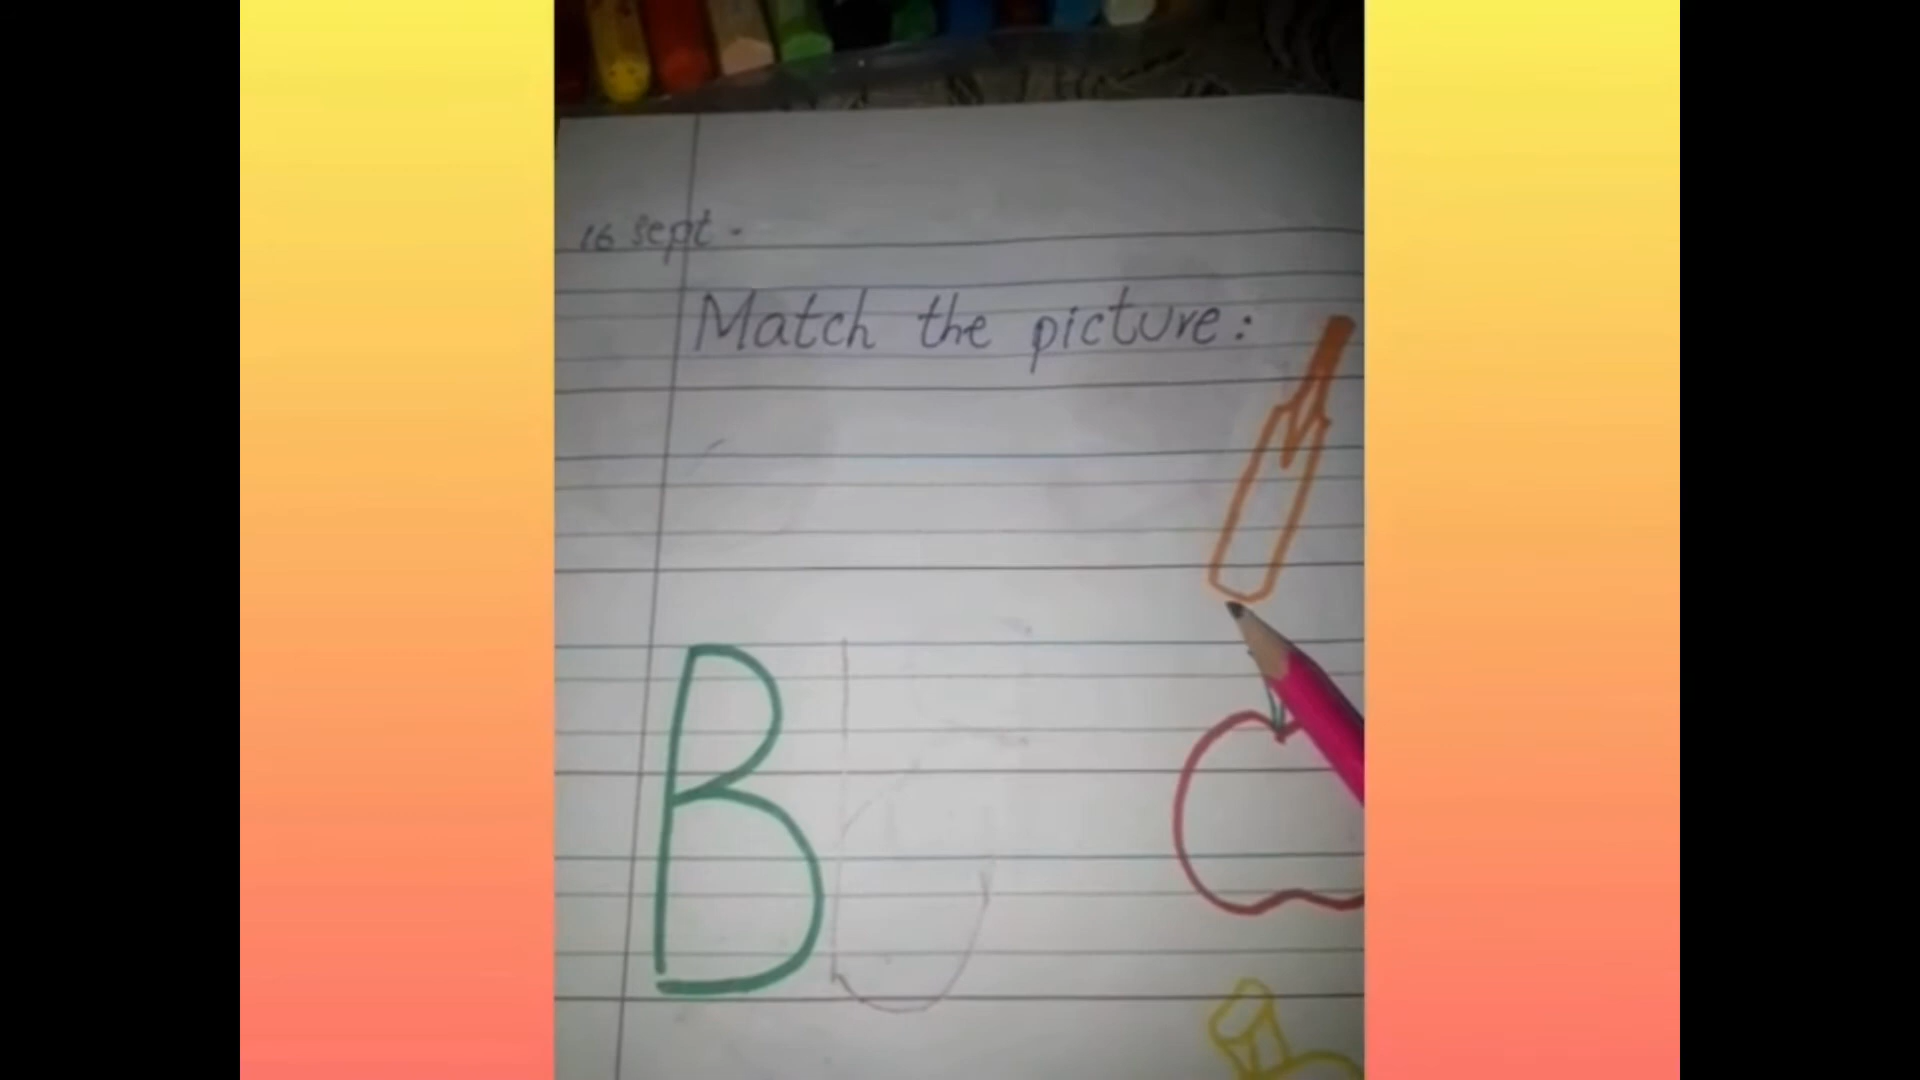 16 sept.
Match the picture:
B